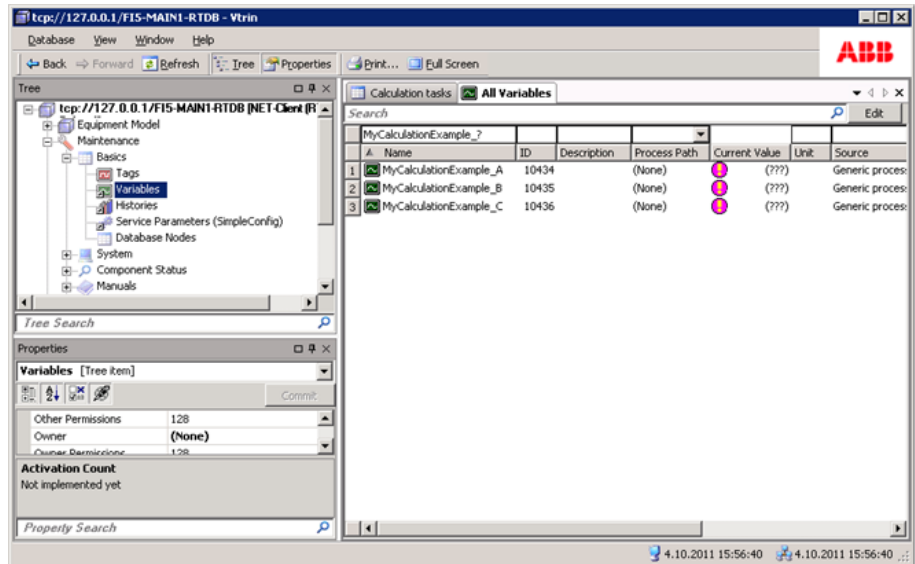 tcp://127.0.0.1/FI5-MAIN1-RTDB - Vtrin
Database View Window Help
Back Forward Refresh Tree Properties Print... Full Screen
ABB
Tree
tcp://127.0.0.1/FI5-MAIN1-RTDB [NET-Client (R
Equipment Model
Maintenance
Basics
Tags
Variables
Histories
Service Parameters (SimpleConfig)
Database Nodes
System
Component Status
Manuals
Tree Search
Properties
Variables [Tree item]
Commit
Other Permissions 128
Owner (None)
Owner Permissions 128
Activation Count
Not implemented yet
Property Search
Calculation tasks All Variables
Search Edit
MyCalculationExample_?
Name ID Description Process Path Current Value Unit Source
1 MyCalculationExample_A 10434 (None) (???) Generic proces
2 MyCalculationExample_B 10435 (None) (???) Generic proces
3 MyCalculationExample_C 10436 (None) (???) Generic proces
4.10.2011 15:56:40 4.10.2011 15:56:40